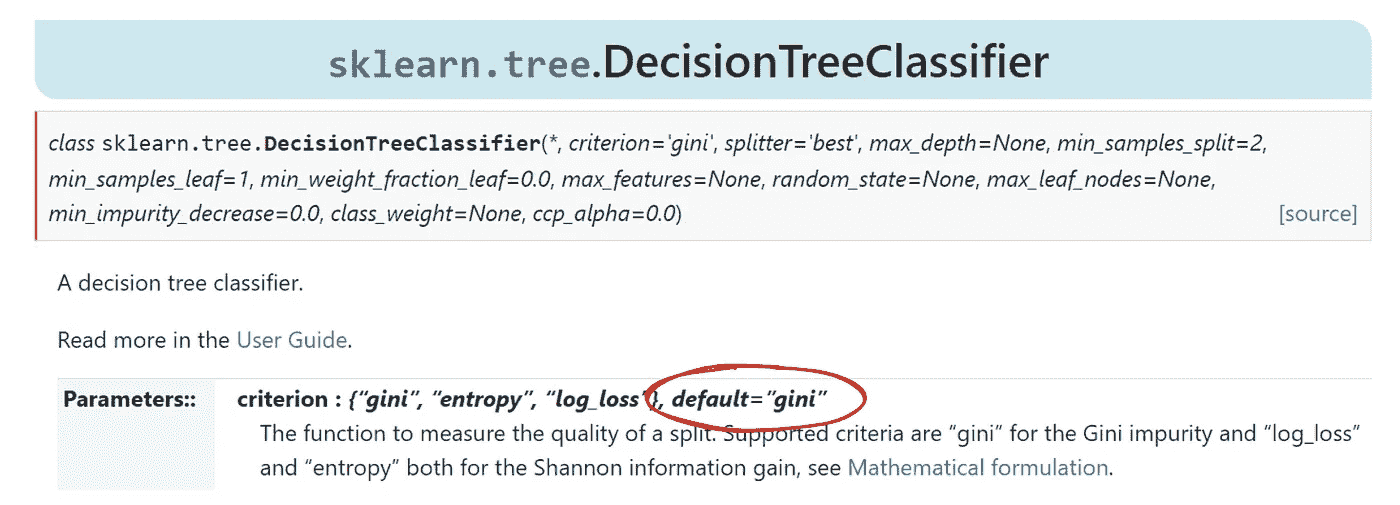 sklearn.tree.DecisionTreeClassifier
class sklearn.tree.DecisionTreeClassifier(*, criterion='gini', splitter='best', max_depth=None, min_samples_split=2,
min_samples_leaf=1, min_weight_fraction_leaf=0.0, max_features=None, random_state=None, max_leaf_nodes=None,
min_impurity_decrease=0.0, class_weight=None, ccp_alpha=0.0) [source]
A decision tree classifier.
Read more in the User Guide.
Parameters:: criterion : {“gini”, “entropy”, “log_loss”}, default=”gini”
The function to measure the quality of a split. Supported criteria are “gini” for the Gini impurity and “log_loss”
and “entropy” both for the Shannon information gain, see Mathematical formulation.